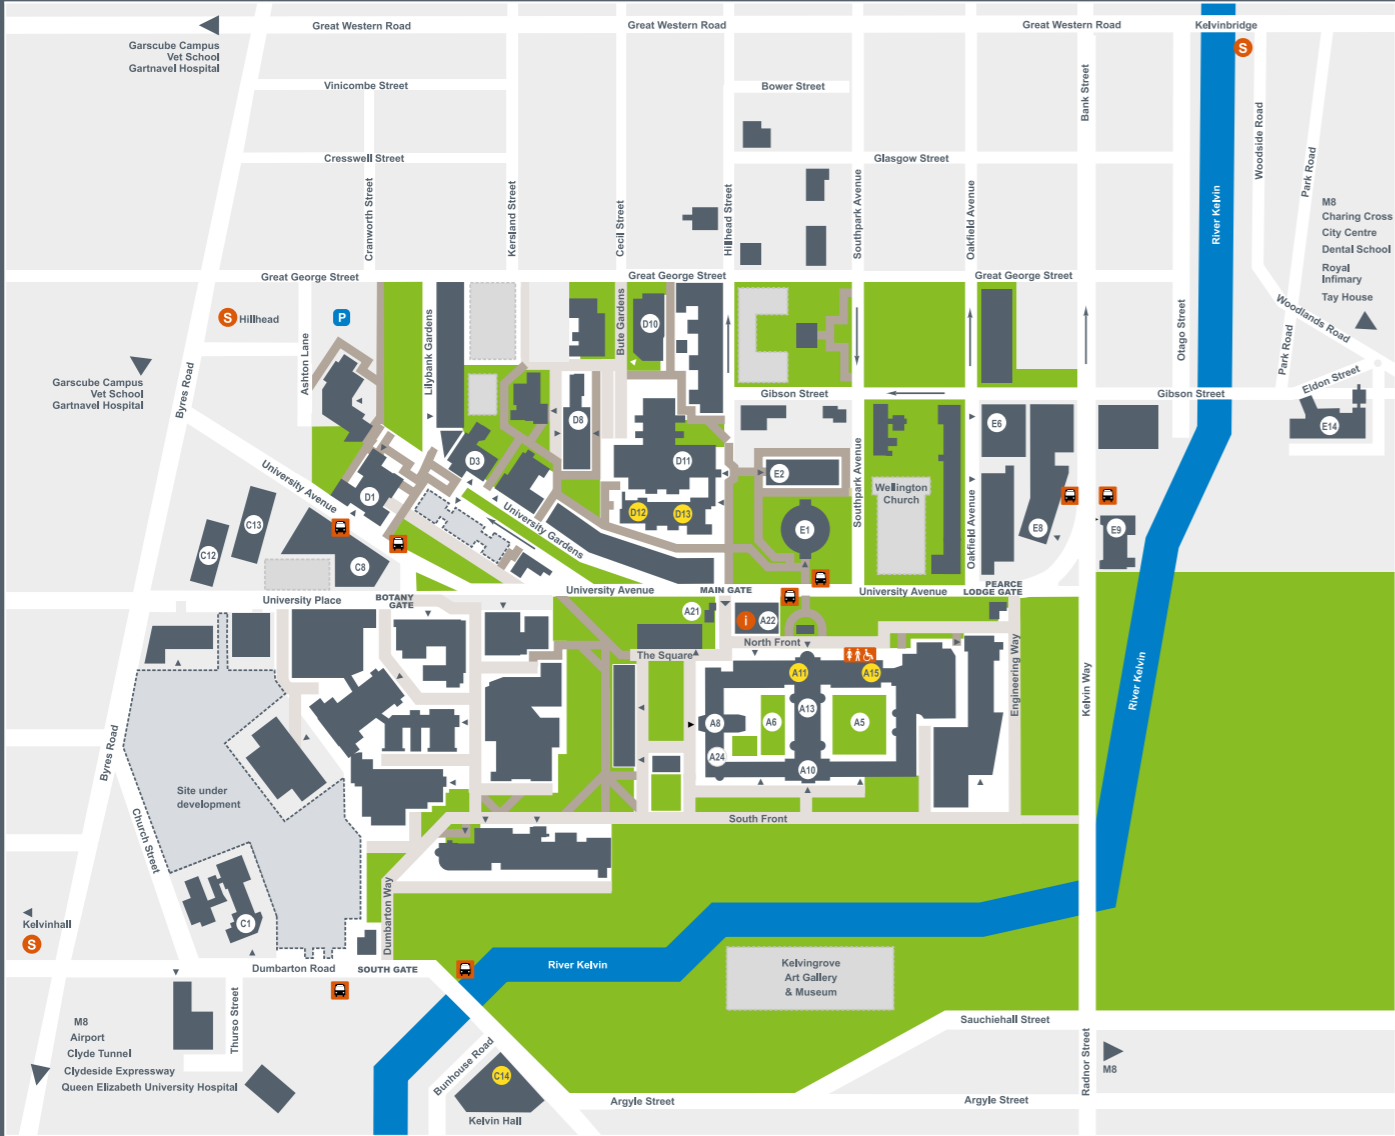 Great Western Road
Great Western Road
Great Western Road
Kelvinbridge
S
Garscube Campus
Vet School
Gartnavel Hospital
Vinicombe Street
Bower Street
Bank Street
Cresswell Street
Glasgow Street
Woodside Road
Park Road
Cranworth Street
Kersland Street
Cecil Street
Hillhead Street
Southpark Avenue
Oakfield Avenue
River Kelvin
M8
Charing Cross
City Centre
Dental School
Royal
Infimary
Tay House
Great George Street
Great George Street
Great George Street
S
Hillhead
P
Ashton Lane
Lilybank Gardens
Bute Gardens
D10
Otago Street
Woodlands Road
Park Road
Eldon Street
Garscube Campus
Vet School
Gartnavel Hospital
Byres Road
Gibson Street
Gibson Street
D8
E6
E14
University Avenue
D3
D11
E2
Southpark Avenue
Wellington
Church
Oakfield Avenue
D1
D12
D13
E1
E8
E9
C13
C12
C8
University Gardens
University Place
BOTANY
GATE
University Avenue
MAIN GATE
University Avenue
PEARCE
LODGE GATE
A21
i
A22
North Front
The Square
A11
A15
Engineering Way
Kelvin Way
River Kelvin
A8
A6
A13
A5
A24
A10
Byres Road
Site under
development
Church Street
South Front
C1
Dumbarton Way
Kelvinhall
S
Dumbarton Road
SOUTH GATE
River Kelvin
Kelvingrove
Art Gallery
& Museum
Thurso Street
M8
Airport
Clyde Tunnel
Clydeside Expressway
Queen Elizabeth University Hospital
Bunhouse Road
C14
Kelvin Hall
Sauchiehall Street
Radnor Street
M8
Argyle Street
Argyle Street